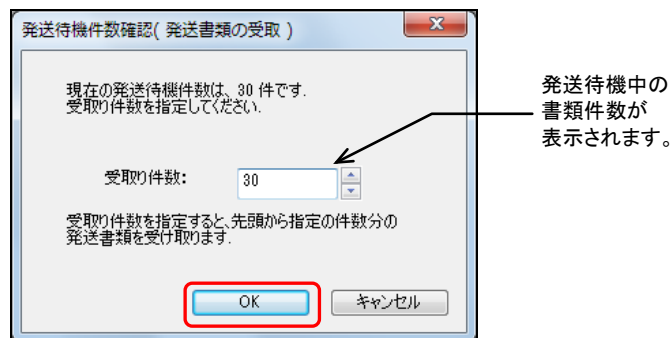 発送待機件数確認( 発送書類の受取 )
現在の発送待機件数は、30 件です.
受取り件数を指定してください.
発送待機中の
書類件数が
表示されます。
受取り件数:
30
受取り件数を指定すると、先頭から指定の件数分の
発送書類を受け取ります.
OK
キャンセル